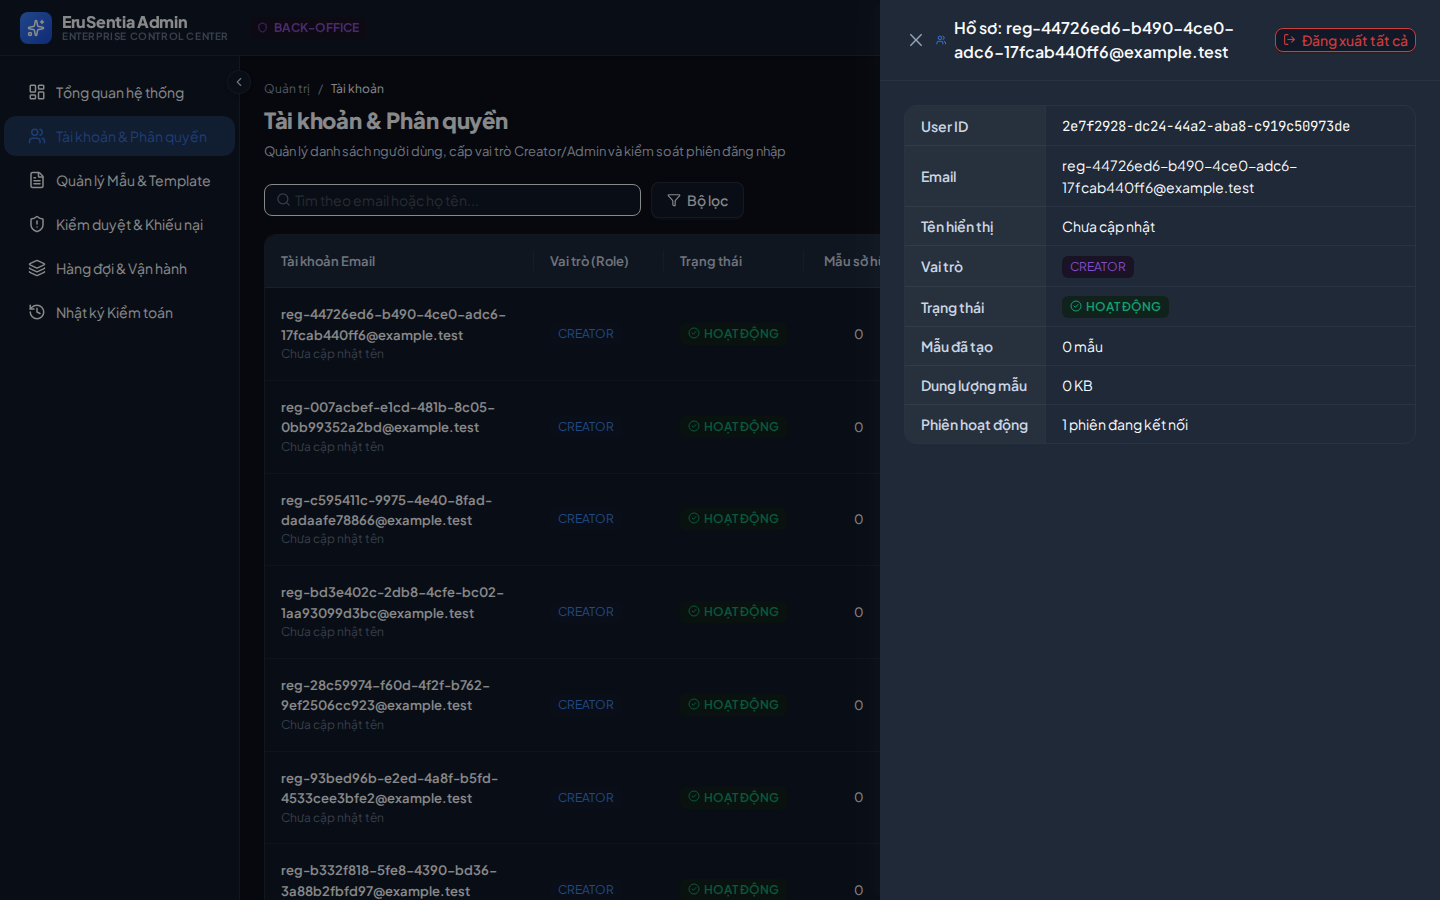 EruSentia Admin
ENTERPRISE CONTROL CENTER
BACK-OFFICE
Tổng quan hệ thống
Tài khoản & Phân quyền
Quản lý Mẫu & Template
Kiểm duyệt & Khiếu nại
Hàng đợi & Vận hành
Nhật ký Kiểm toán
Quản trị / Tài khoản
Tài khoản & Phân quyền
Quản lý danh sách người dùng, cấp vai trò Creator/Admin và kiểm soát phiên đăng nhập
Tìm theo email hoặc họ tên...
Bộ lọc
Tài khoản Email Vai trò (Role) Trạng thái Mẫu sở
reg-44726ed6-b490-4ce0-adc6-
17fcab440ff6@example.test
Chưa cập nhật tên
CREATOR HOẠT ĐỘNG 0
reg-007acbef-e1cd-481b-8c05-
0bb99352a2bd@example.test
Chưa cập nhật tên
CREATOR HOẠT ĐỘNG 0
reg-c595411c-9975-4e40-8fad-
dadaafe78866@example.test
Chưa cập nhật tên
CREATOR HOẠT ĐỘNG 0
reg-bd3e402c-2db8-4cfe-bc02-
1aa93099d3bc@example.test
Chưa cập nhật tên
CREATOR HOẠT ĐỘNG 0
reg-28c59974-f60d-4f2f-b762-
9ef2506cc923@example.test
Chưa cập nhật tên
CREATOR HOẠT ĐỘNG 0
reg-93bed96b-e2ed-4a8f-b5fd-
4533cee3bfe2@example.test
Chưa cập nhật tên
CREATOR HOẠT ĐỘNG 0
reg-b332f818-5fe8-4390-bd36-
3a88b2fbfd97@example.test
CREATOR HOẠT ĐỘNG 0
Hồ sơ: reg-44726ed6-b490-4ce0-
adc6-17fcab440ff6@example.test
Đăng xuất tất cả
User ID 2e7f2928-dc24-44a2-aba8-c919c50973de
Email reg-44726ed6-b490-4ce0-adc6-
17fcab440ff6@example.test
Tên hiển thị Chưa cập nhật
Vai trò CREATOR
Trạng thái HOẠT ĐỘNG
Mẫu đã tạo 0 mẫu
Dung lượng mẫu 0 KB
Phiên hoạt động 1 phiên đang kết nối